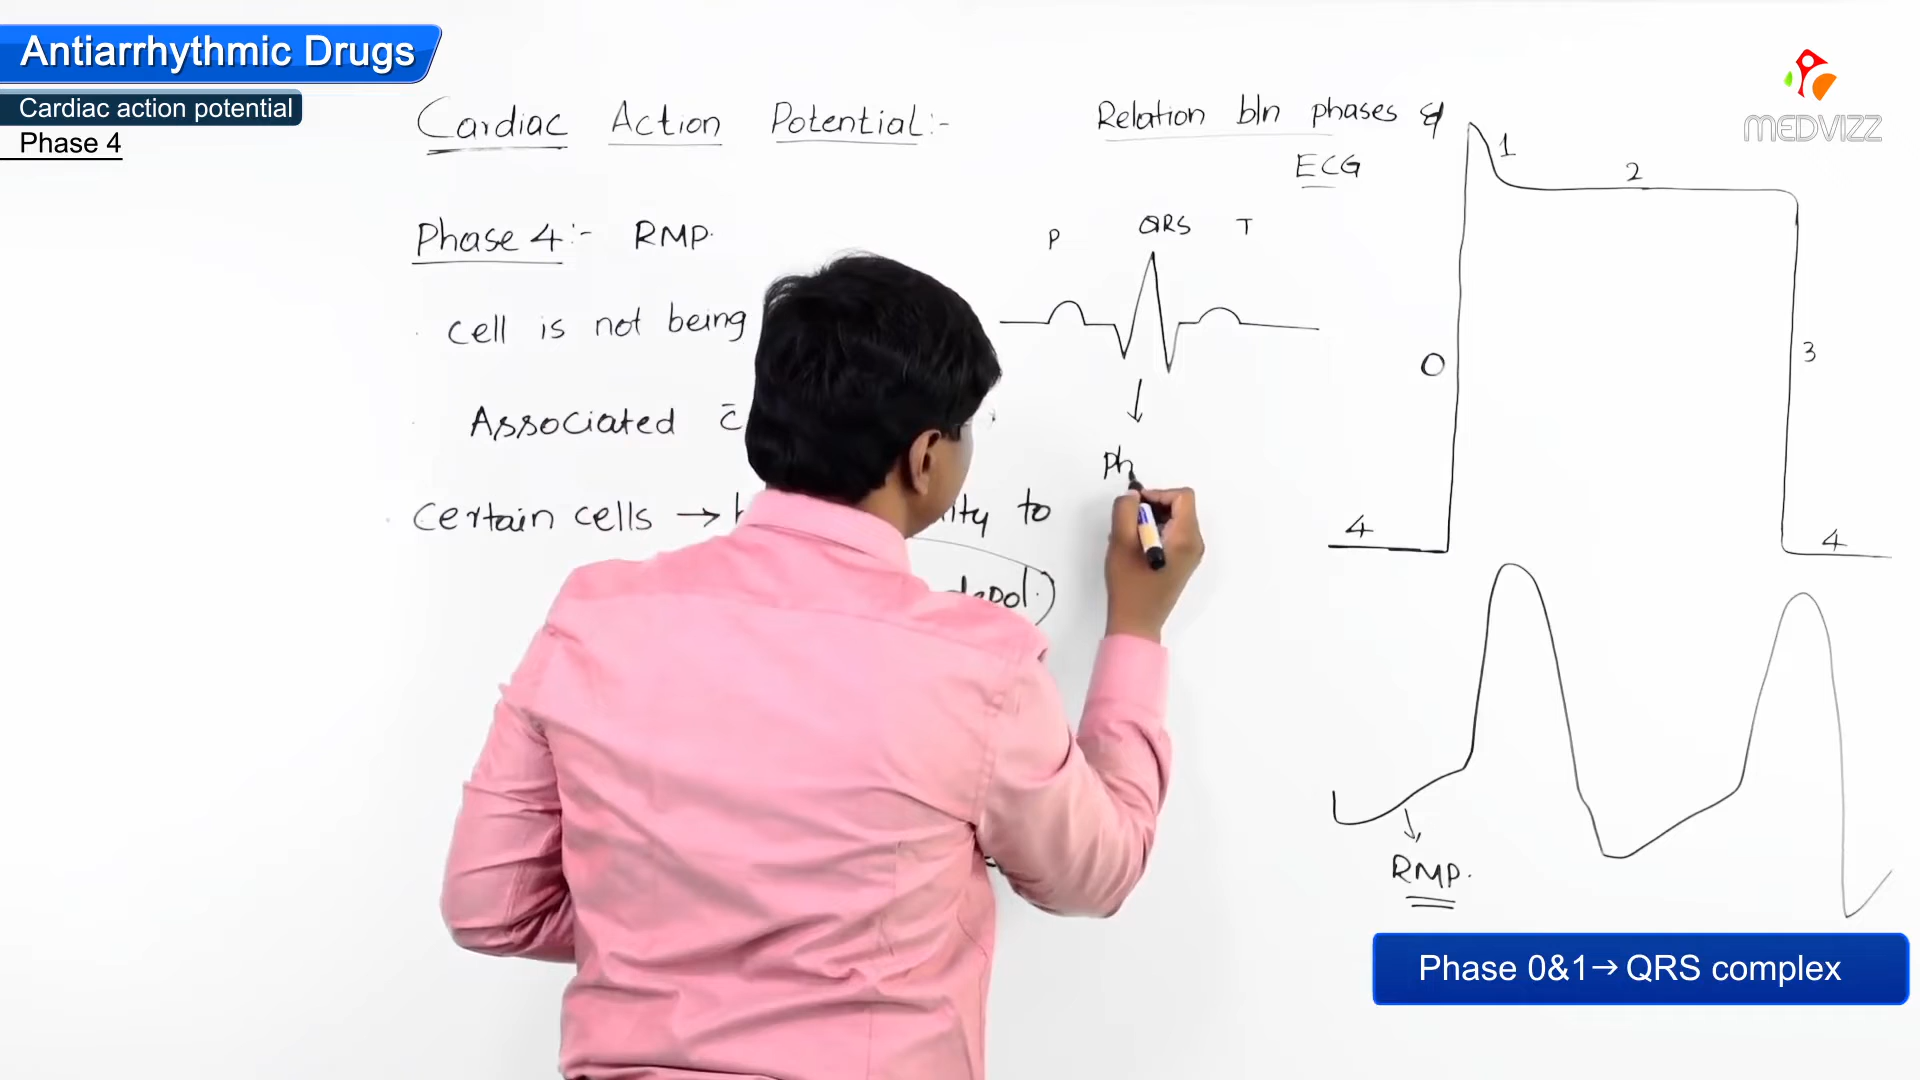 Antiarrhythmic Drugs
Cardiac action potential
Phase 4
MEDVIZZ
Cardiac Action Potential:-
Phase 4:- RMP.
Cell is not being
Associated c̄
Certain cells → to
depol.
Relation b/n phases &
ECG
P QRS T
Ph
1
2
0
3
4
4
RMP.
Phase 0&1→QRS complex